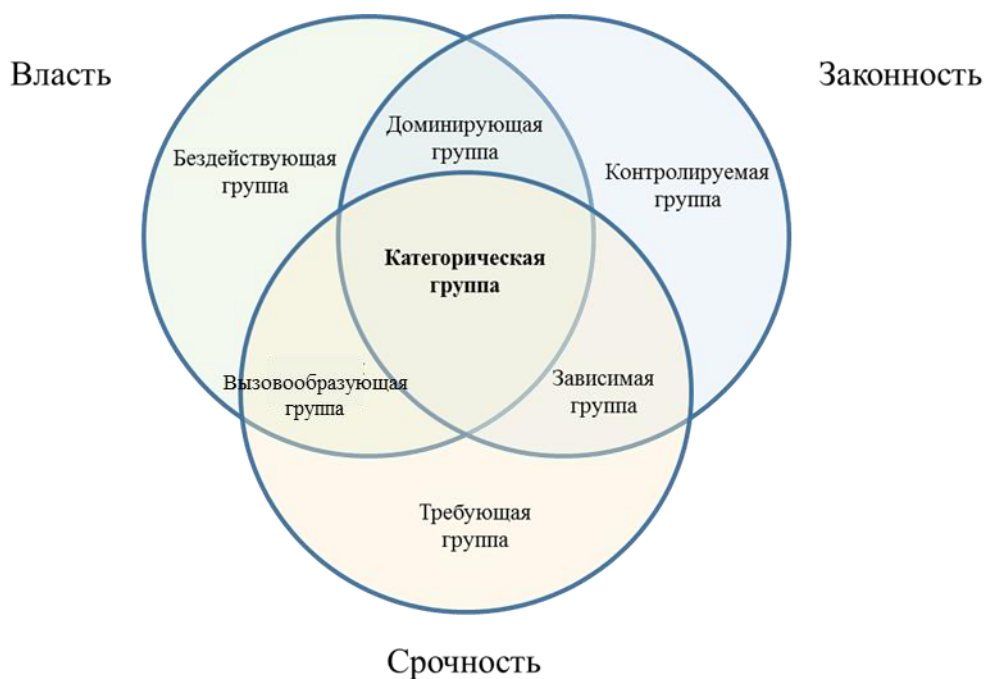 Власть
Законность
Доминирующая
группа
Бездействующая
группа
Контролируемая
группа
Категорическая
группа
Вызовообразующая
группа
Зависимая
группа
Требующая
группа
Срочность